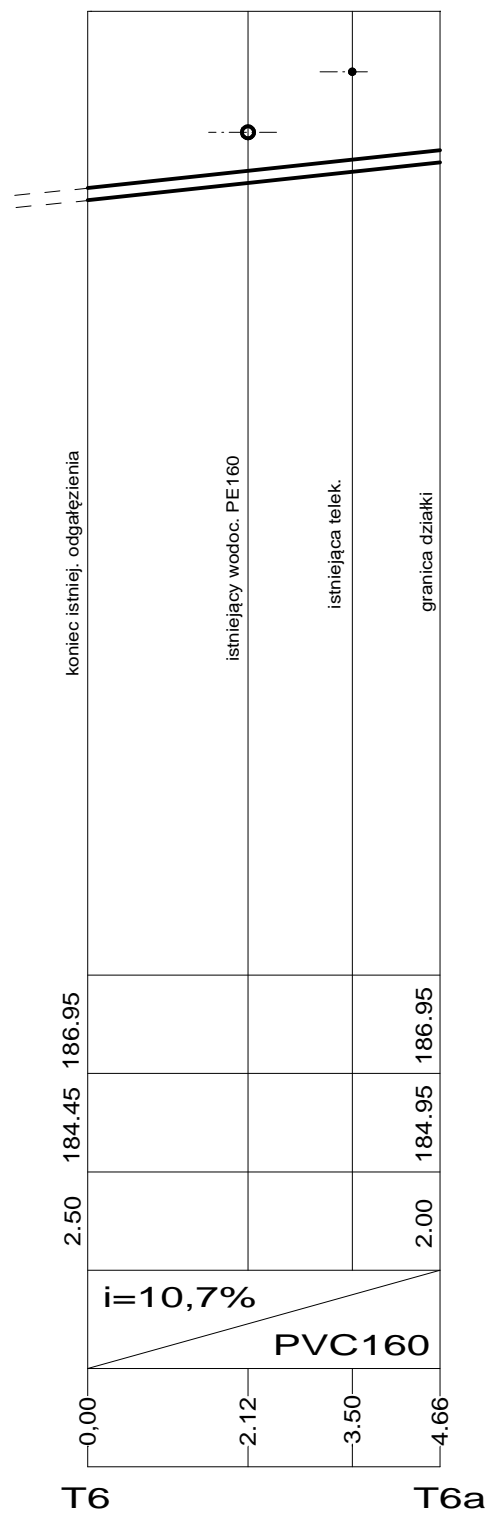 koniec istniej. odgałęzienia
istniejący wodoc. PE160
istniejąca telek.
granica działki
186.95
186.95
184.45
184.95
2.50
2.00
i=10,7%
PVC160
0,00
2.12
3.50
4.66
T6
T6a